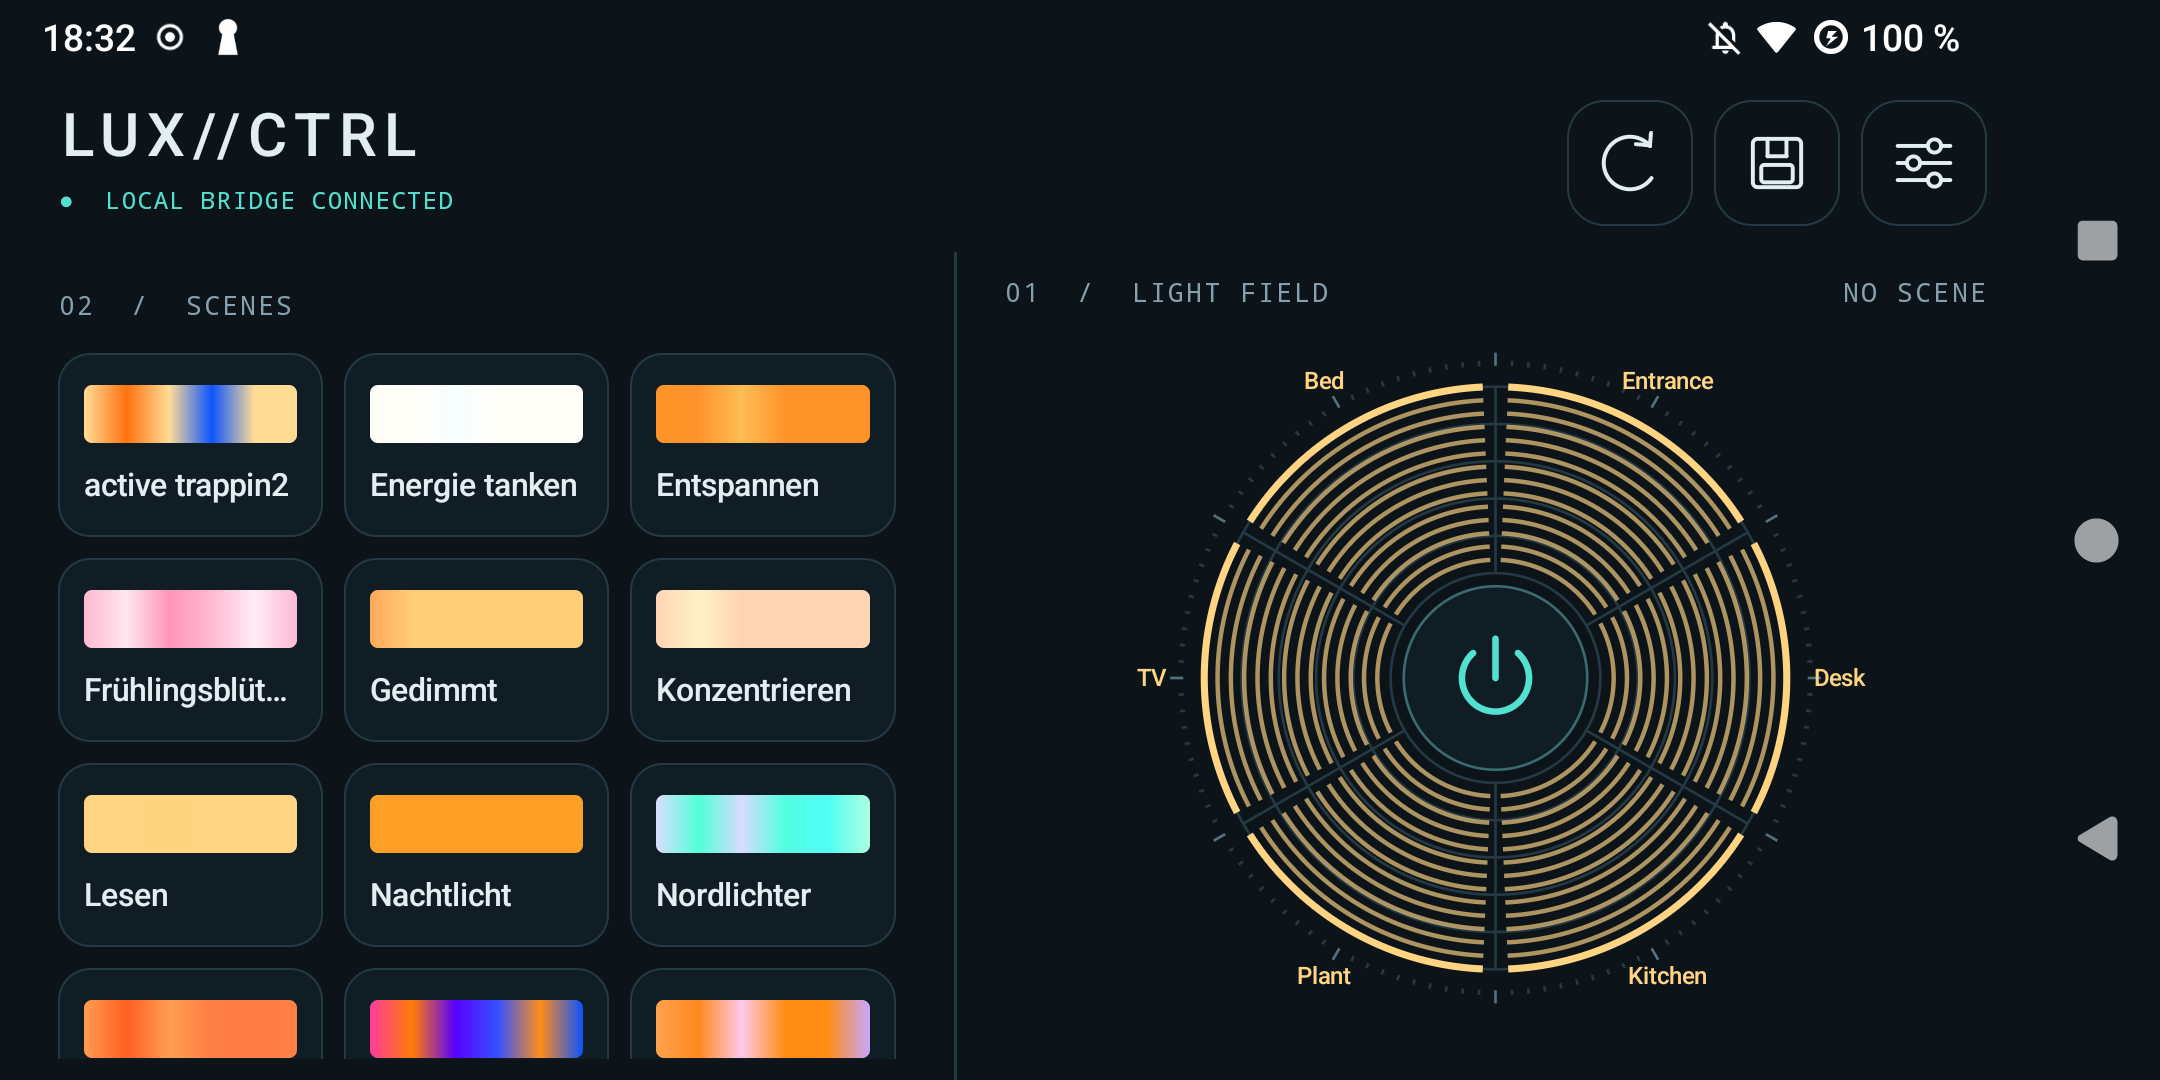 18:32
100 %
LUX//CTRL
LOCAL BRIDGE CONNECTED
02 / SCENES
active trappin2
Energie tanken
Entspannen
Frühlingsblüt...
Gedimmt
Konzentrieren
Lesen
Nachtlicht
Nordlichter
01 / LIGHT FIELD
NO SCENE
Bed
Entrance
TV
Desk
Plant
Kitchen